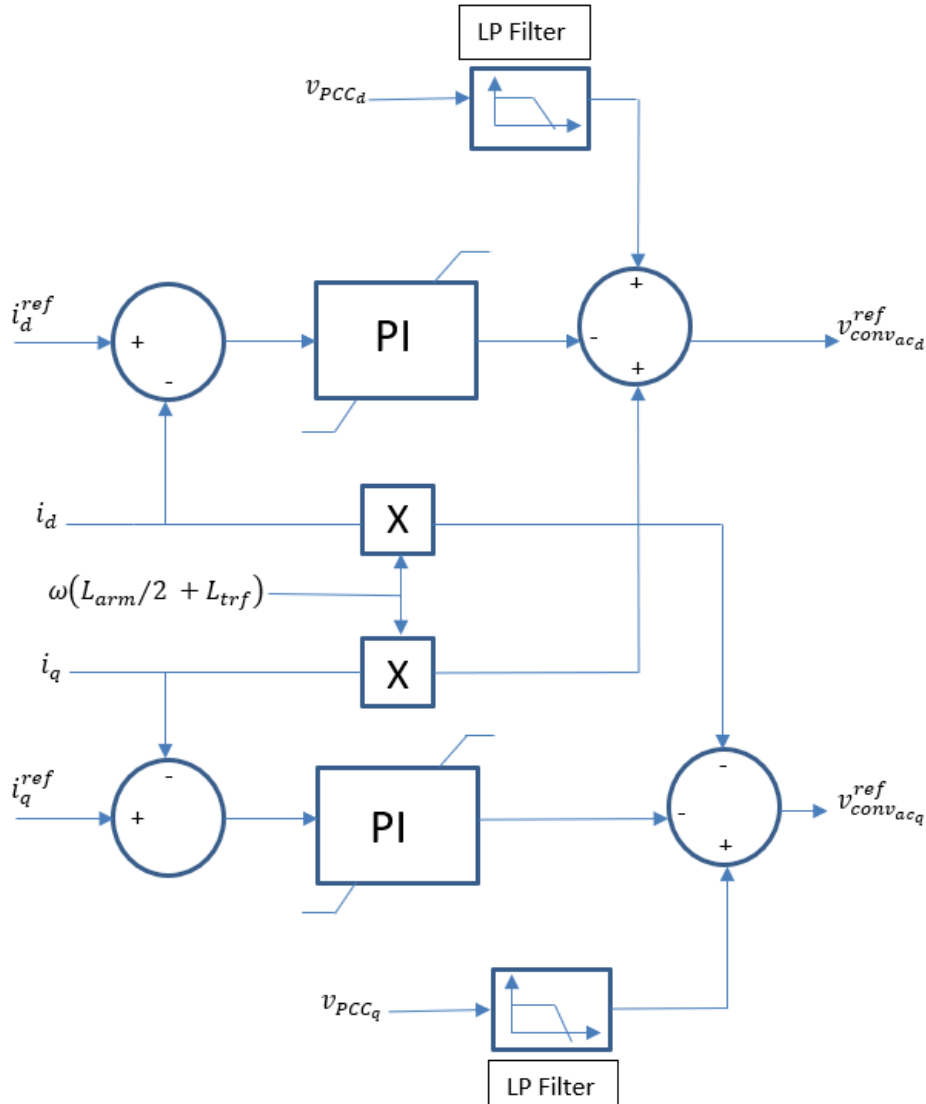 LP Filter
v_{PCC_d}
+
i_d^{ref}
+
PI
-
v_{conv_{ac_d}}^{ref}
-
+
i_d
X
ω(L_{arm}/2 + L_{trf})
i_q
X
-
-
i_q^{ref}
+
PI
-
v_{conv_{ac_q}}^{ref}
+
v_{PCC_q}
LP Filter